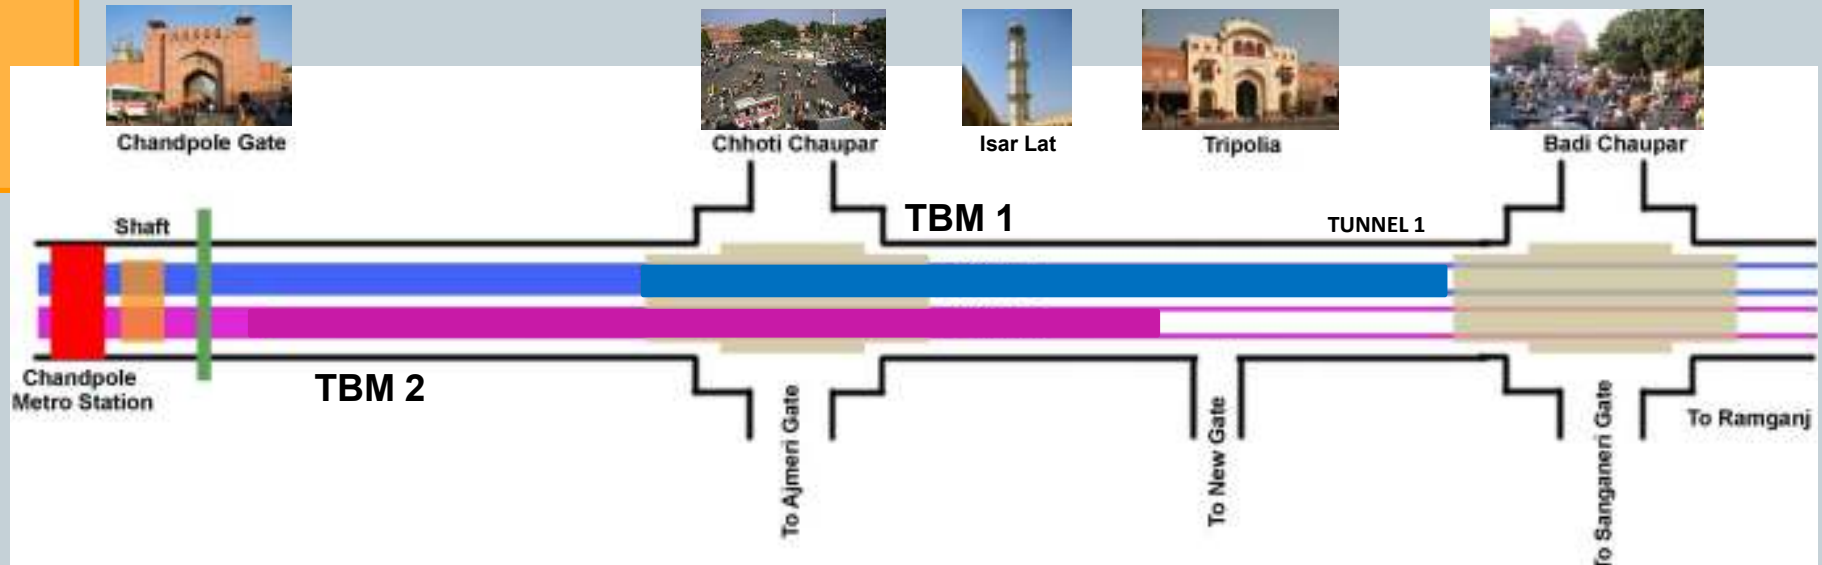 Chandpole Gate
Chhoti Chaupar
Isar Lat
Tripolia
Badi Chaupar
Shaft
TBM 1
TUNNEL 1
Chandpole
Metro Station
TBM 2
To Ajmeri Gate
To New Gate
To Sanganeri Gate
To Ramganj